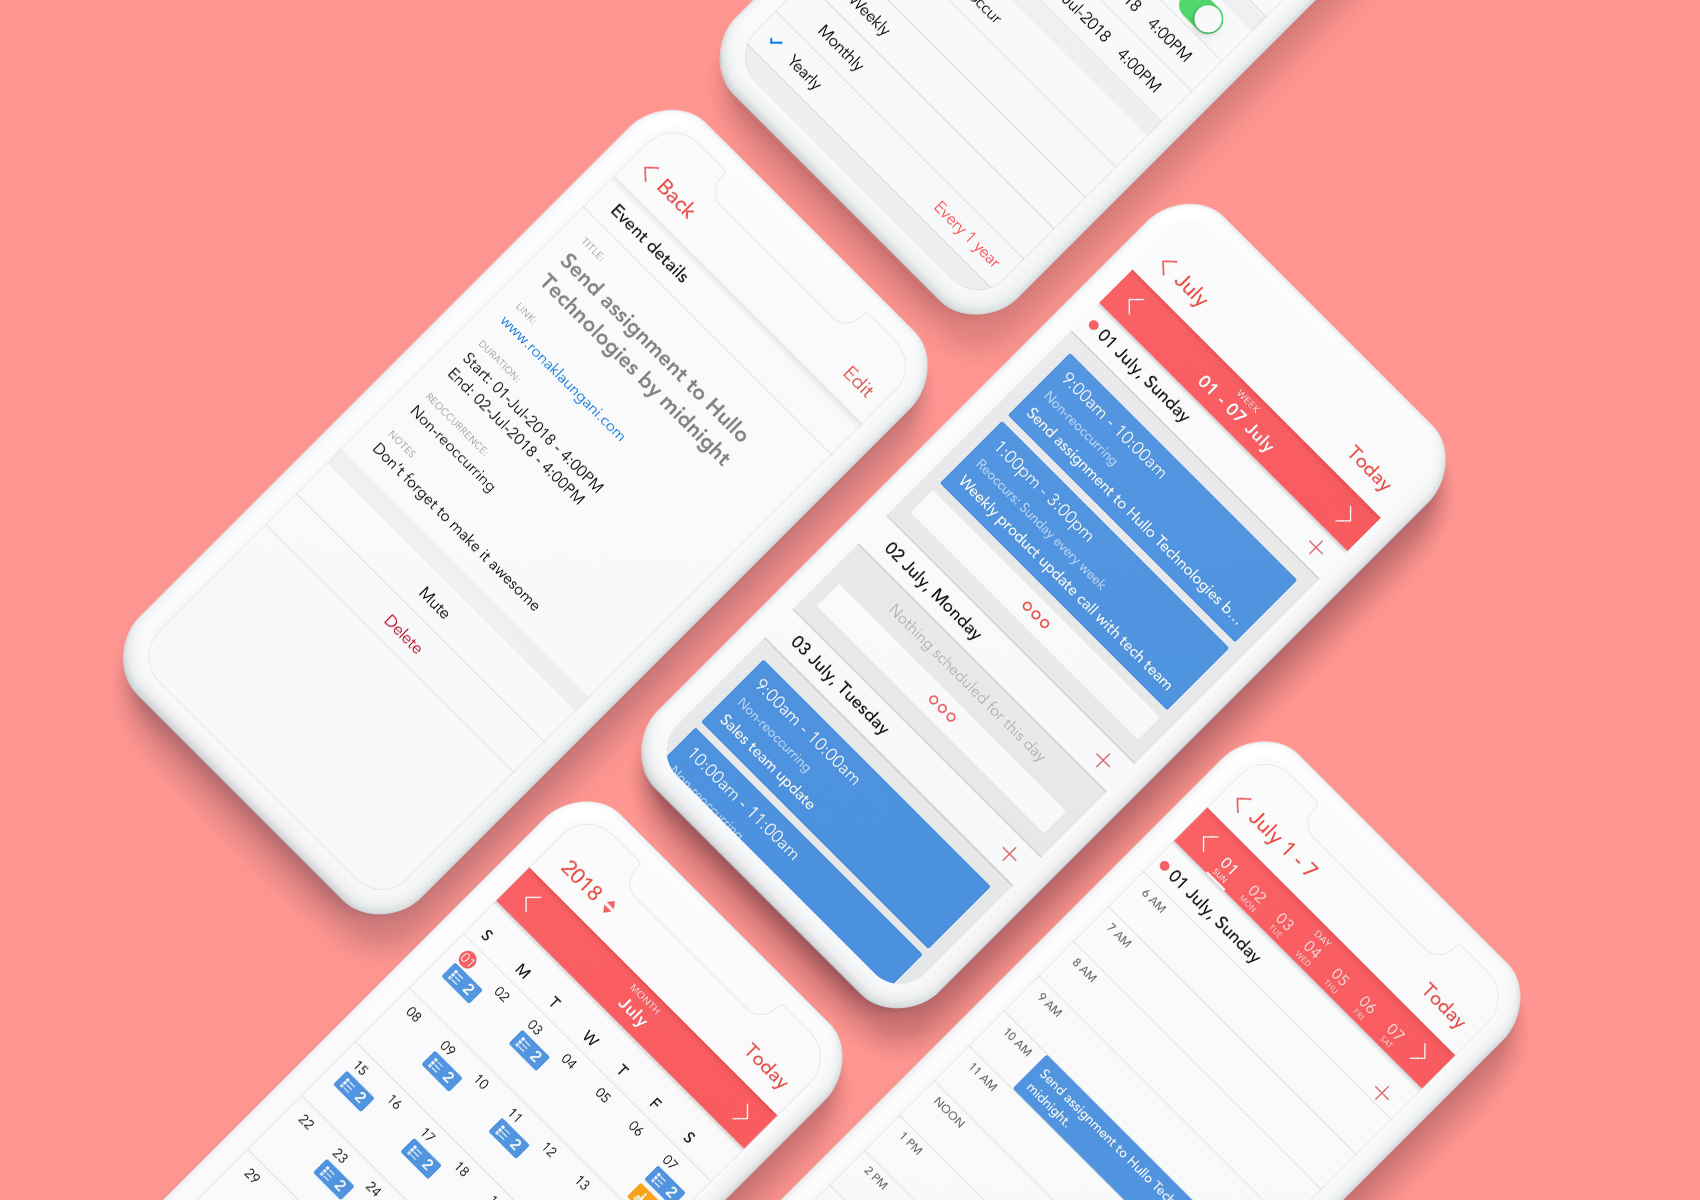 Weekly
Monthly
Yearly
4:00PM
4:00PM
Every 1 year
Back
Edit
Event details
TITLE:
Send assignment to Hullo
Technologies by midnight
LINK:
www.ronaklaungani.com
DURATION:
Start: 01-Jul-2018 - 4:00PM
End: 02-Jul-2018 - 4:00PM
REOCCURRENCE:
Non-reoccurring
NOTES
Don't forget to make it awesome
Mute
Delete
July
Today
WEEK
01 - 07 July
01 July, Sunday
+
9:00am - 10:00am
Non-reoccurring
Send assignment to Hullo Technologies b...
1:00pm - 3:00pm
Reoccurs: Sunday every week
Weekly product update call with tech team
02 July, Monday
+
Nothing scheduled for this day
03 July, Tuesday
+
9:00am - 10:00am
Non-reoccurring
Sales team update
10:00am - 11:00am
Non-reoccurring
2018
Today
MONTH
July
S M T W T F S
01 02 03 04 05 06 07
2 2 2
08 09 10 11 12 13
2 2
15 16 17 18
2 2
22 23 24
2
29
July 1 - 7
Today
DAY
01 02 03 04 05 06 07
SUN MON TUE WED THU FRI SAT
01 July, Sunday
+
6 AM
7 AM
8 AM
9 AM
10 AM
11 AM
NOON
1 PM
2 PM
Send assignment to Hullo Tech
midnight.